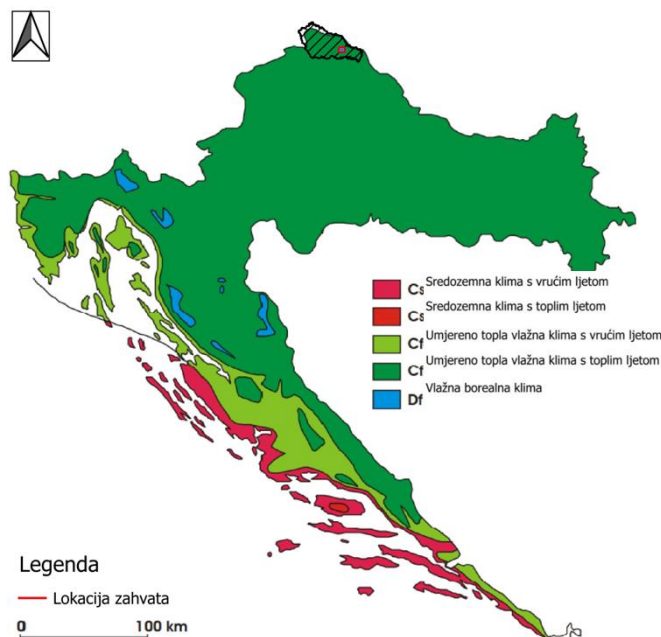 Cs Sredozemna klima s vrućim ljetom
Cs Sredozemna klima s toplim ljetom
Cf Umjereno topla vlažna klima s vrućim ljetom
Cf Umjereno topla vlažna klima s toplim ljetom
Df Vlažna borealna klima
Legenda
Lokacija zahvata
0 100 km